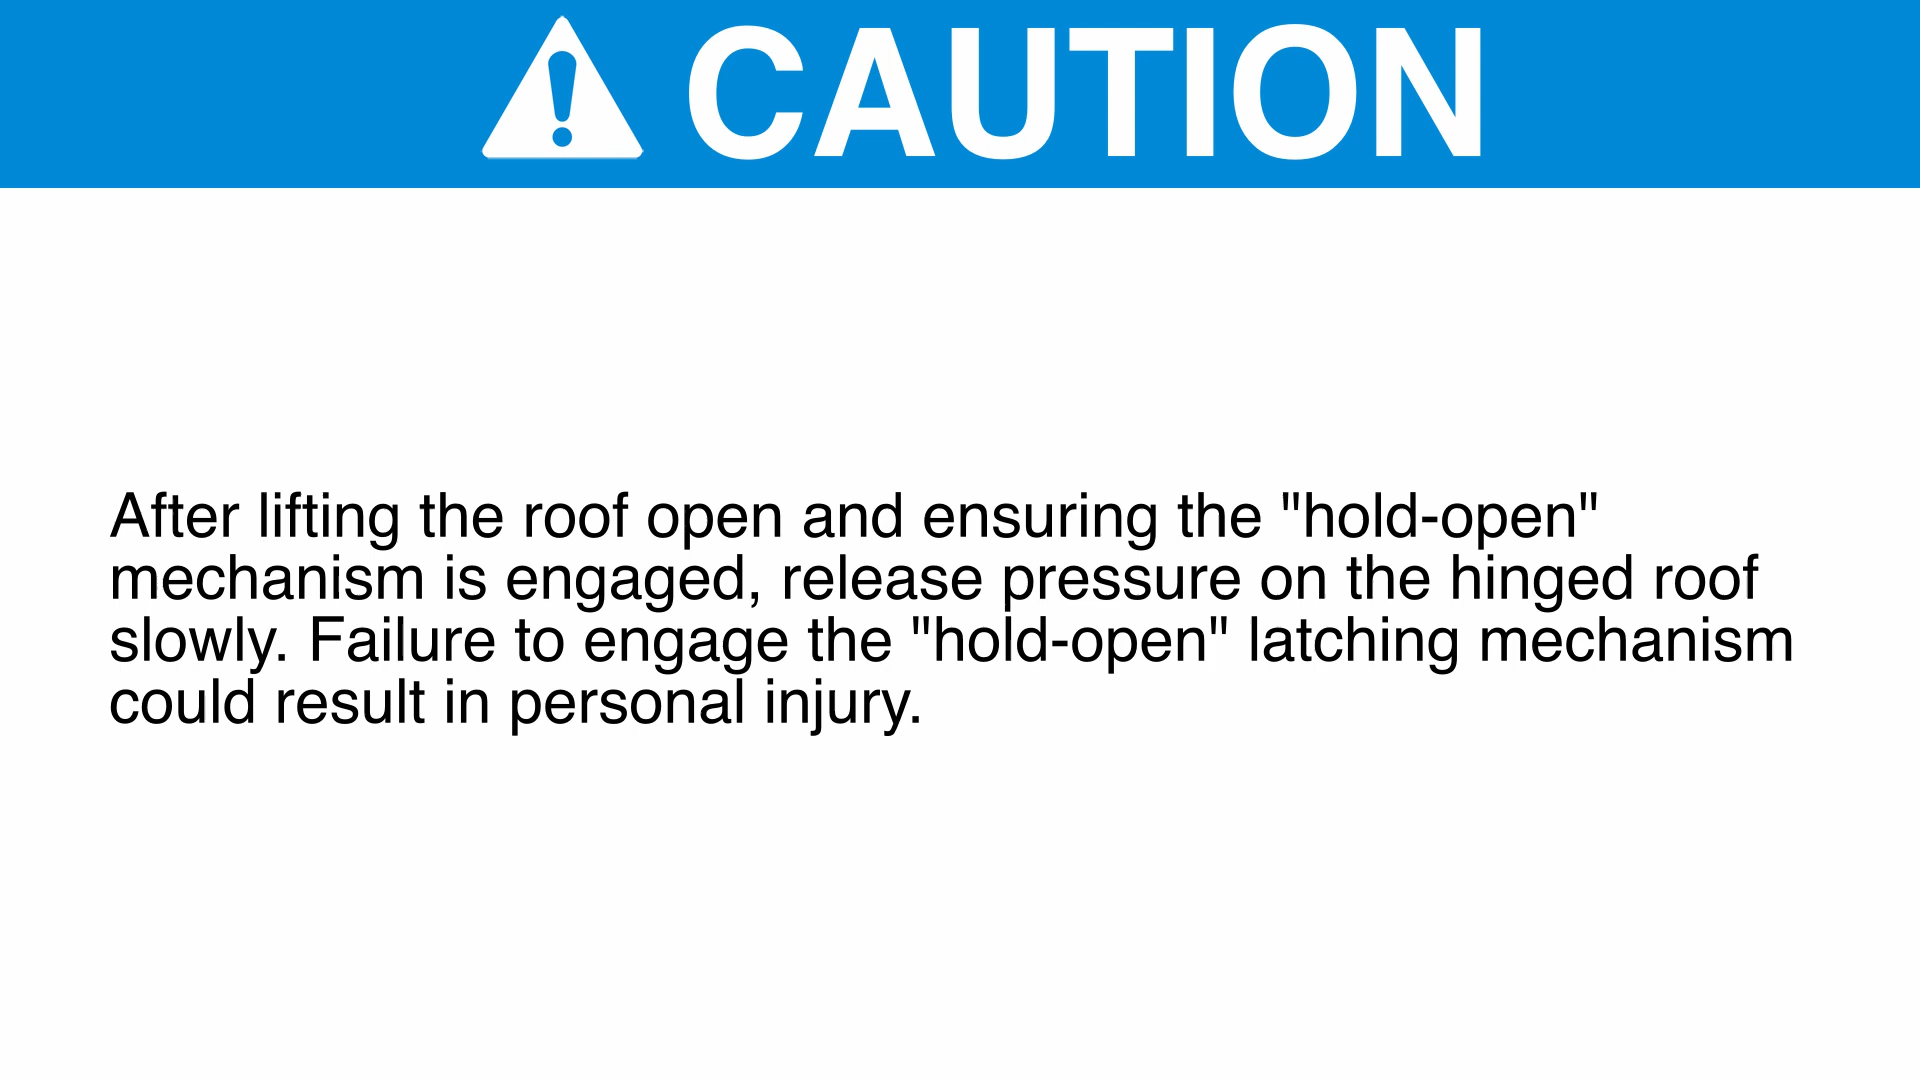 CAUTION
After lifting the roof open and ensuring the "hold-open"
mechanism is engaged, release pressure on the hinged roof
slowly. Failure to engage the "hold-open" latching mechanism
could result in personal injury.